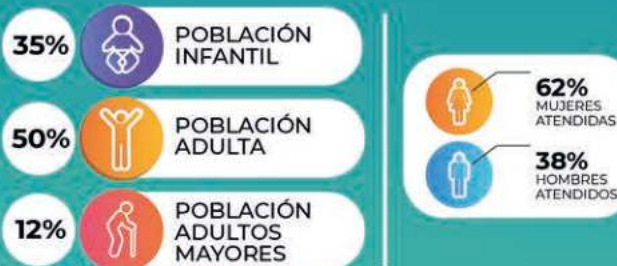 35%
POBLACIÓN
INFANTIL
50%
POBLACIÓN
ADULTA
12%
POBLACIÓN
ADULTOS
MAYORES
62%
MUJERES
ATENDIDAS
38%
HOMBRES
ATENDIDOS